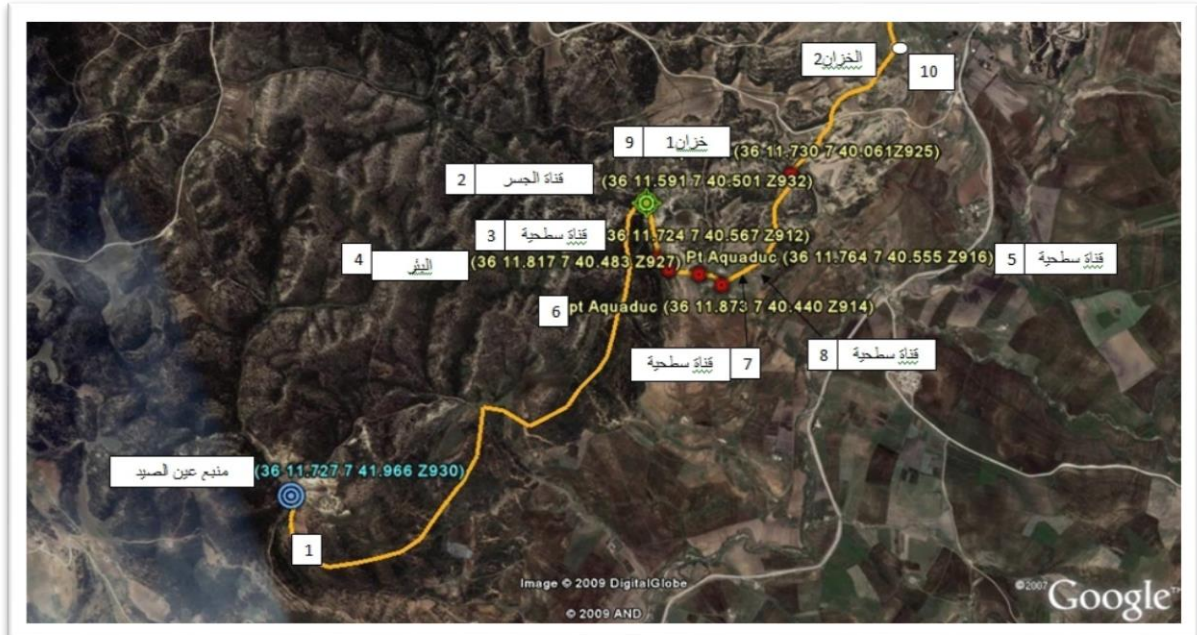 الخزان2
10
9 خزان1
(36 11.730 7 40.061Z925)
2 قناة الجسر
(36 11.591 7 40.501 Z932)
3 قناة سطحية
36 11.724 7 40.567 Z912)
4 البئر
(36 11.817 7 40.483 Z927)
Pt Aquaduc (36 11.764 7 40.555 Z916)
5 قناة سطحية
6
pt Aquaduc (36 11.873 7 40.440 Z914)
قناة سطحية 7
8 قناة سطحية
منبع عين الصيد
(36 11.727 7 41.966 Z930)
1
Image © 2009 DigitalGlobe
© 2009 AND
©2007 Google™